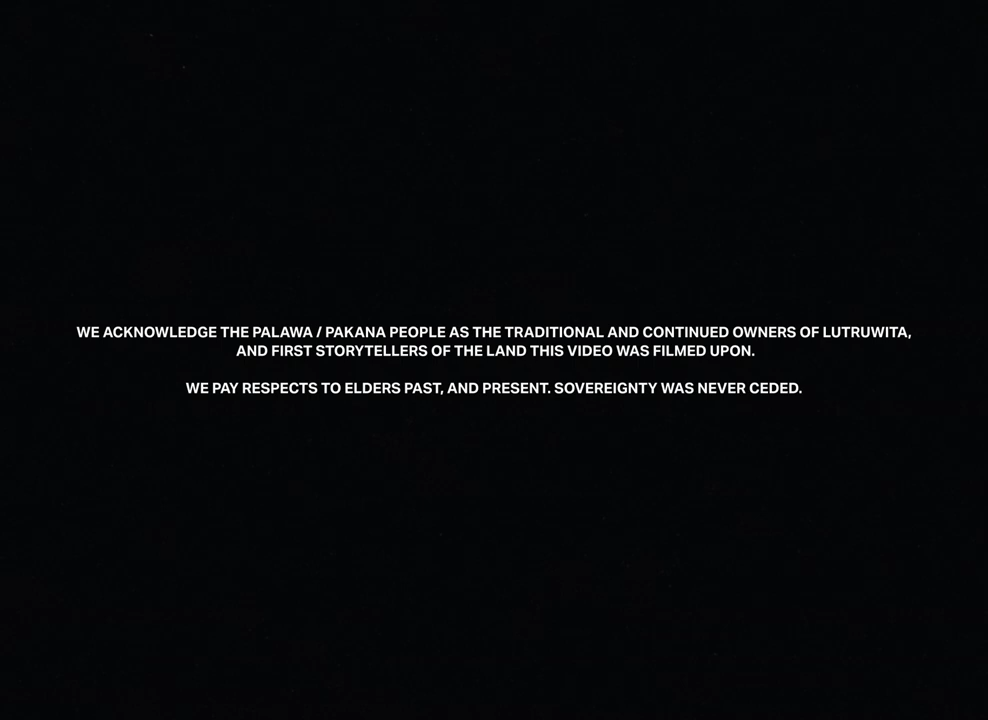 WE ACKNOWLEDGE THE PALAWA / PAKANA PEOPLE AS THE TRADITIONAL AND CONTINUED OWNERS OF LUTRUWITA,
AND FIRST STORYTELLERS OF THE LAND THIS VIDEO WAS FILMED UPON.
WE PAY RESPECTS TO ELDERS PAST, AND PRESENT. SOVEREIGNTY WAS NEVER CEDED.